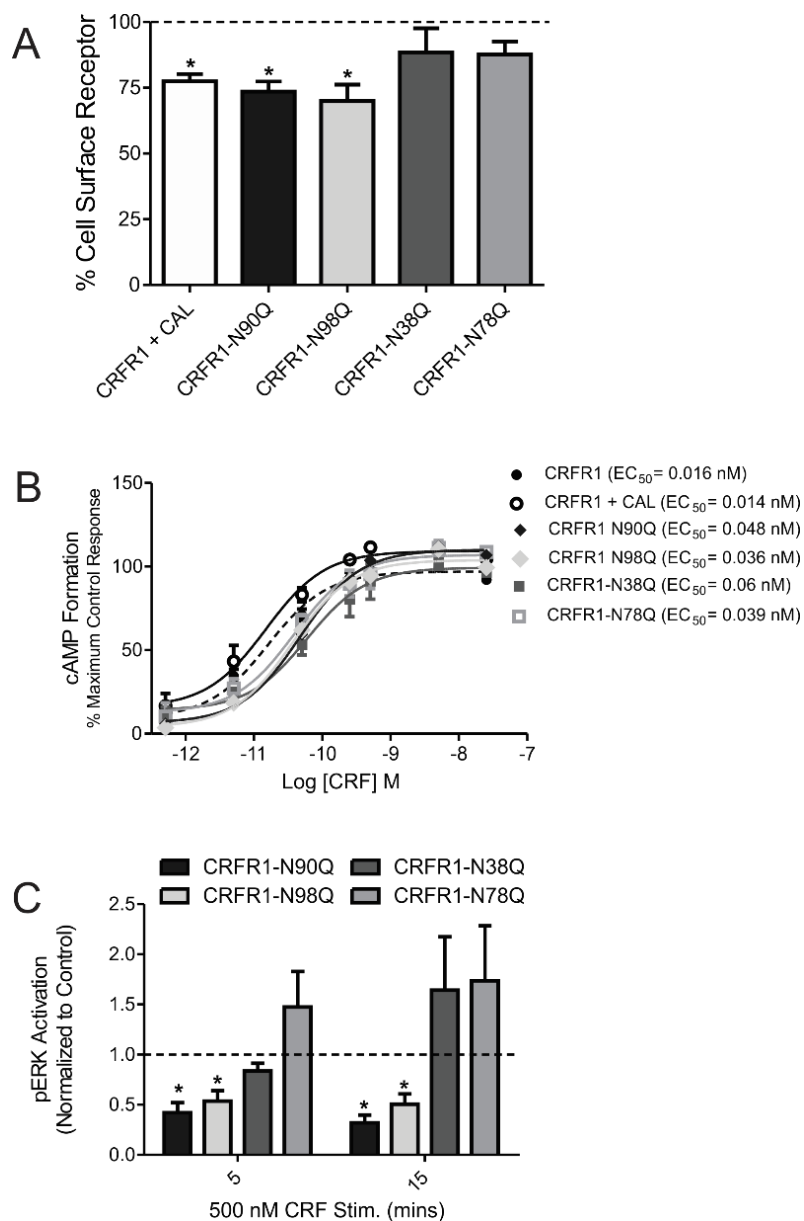 A
% Cell Surface Receptor
100
75
50
25
0
*
*
*
CRFR1 + CAL
CRFR1-N90Q
CRFR1-N98Q
CRFR1-N38Q
CRFR1-N78Q
B
cAMP Formation
% Maximum Control Response
150
100
50
0
-12
-11
-10
-9
-8
-7
Log [CRF] M
CRFR1 (EC50= 0.016 nM)
CRFR1 + CAL (EC50= 0.014 nM)
CRFR1 N90Q (EC50= 0.048 nM)
CRFR1 N98Q (EC50= 0.036 nM)
CRFR1-N38Q (EC50= 0.06 nM)
CRFR1-N78Q (EC50= 0.039 nM)
C
CRFR1-N90Q
CRFR1-N38Q
CRFR1-N98Q
CRFR1-N78Q
pERK Activation
(Normalized to Control)
2.5
2.0
1.5
1.0
0.5
0.0
*
*
*
*
5
15
500 nM CRF Stim. (mins)